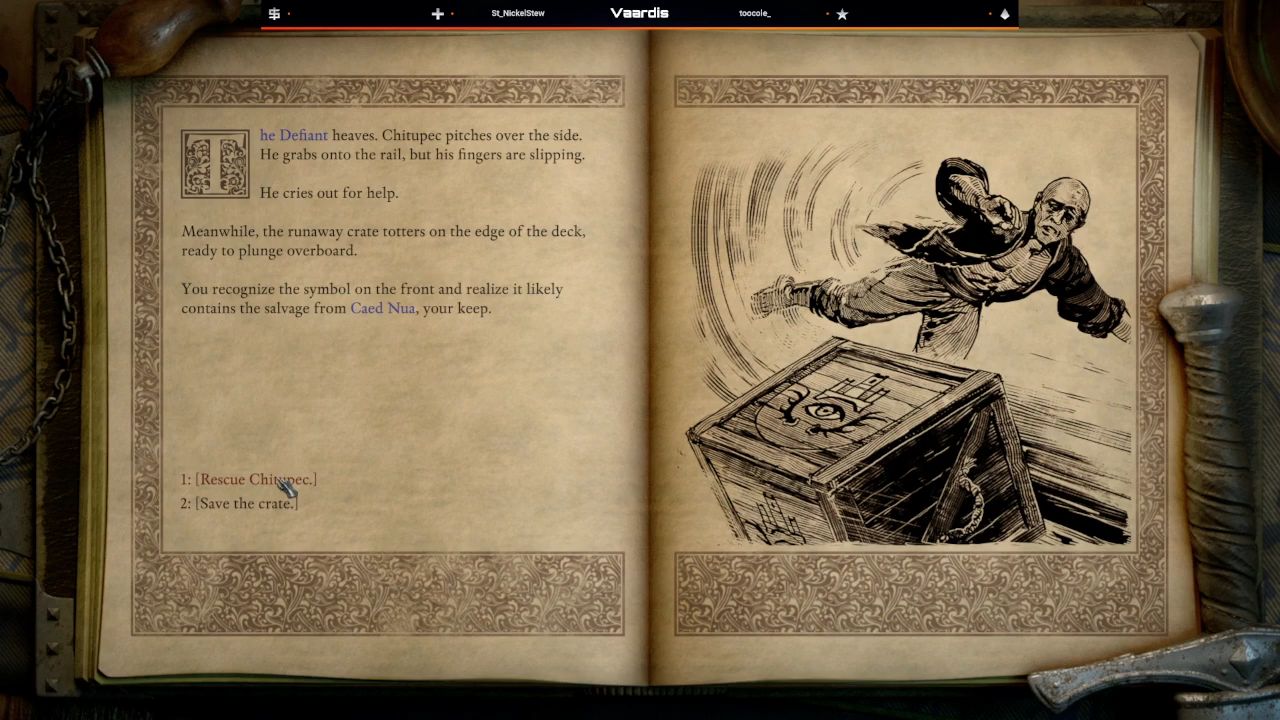 St_NickelStew Vaardis toocole_
The Defiant heaves. Chitupec pitches over the side.
He grabs onto the rail, but his fingers are slipping.
He cries out for help.
Meanwhile, the runaway crate totters on the edge of the deck,
ready to plunge overboard.
You recognize the symbol on the front and realize it likely
contains the salvage from Caed Nua, your keep.
1: [Rescue Chitupec.]
2: [Save the crate.]